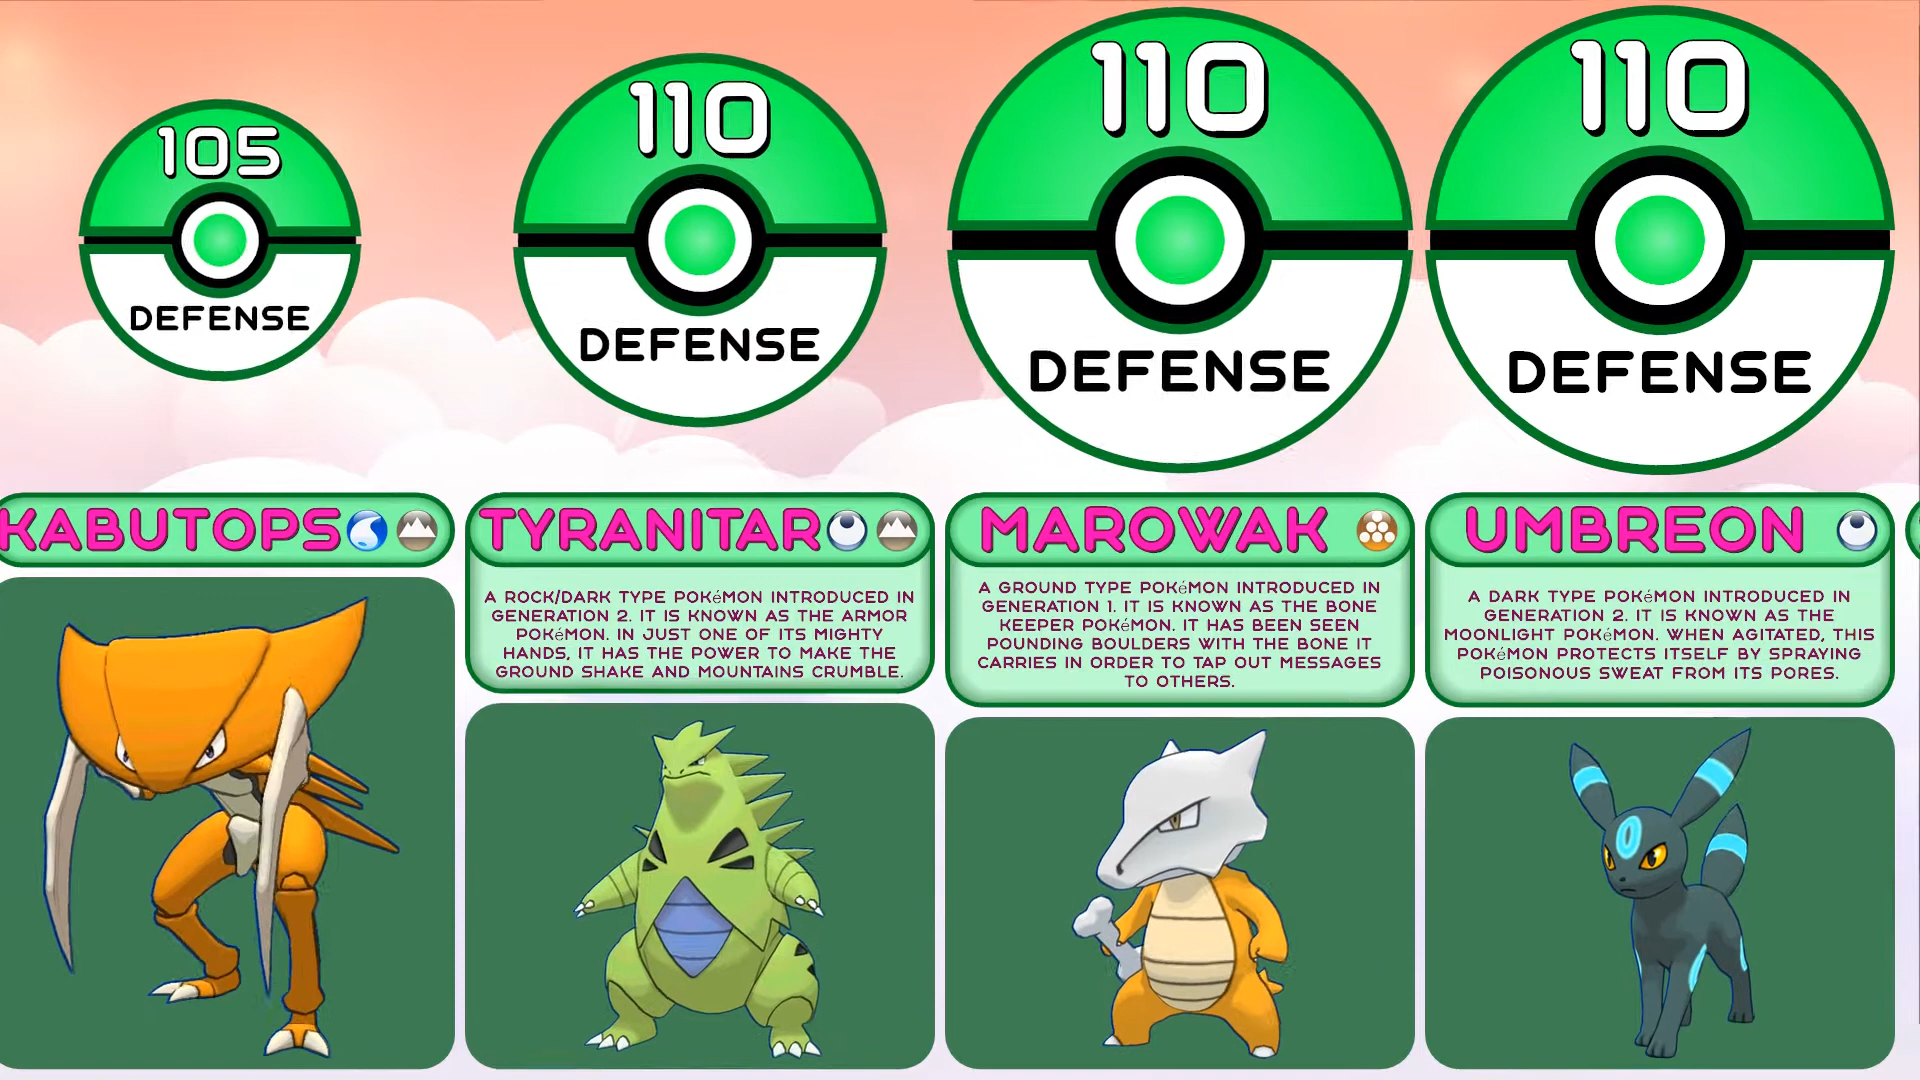 105
DEFENSE
110
DEFENSE
110
DEFENSE
110
DEFENSE
KABUTOPS
TYRANITAR
A ROCK/DARK TYPE POKéMON INTRODUCED IN
GENERATION 2. IT IS KNOWN AS THE ARMOR
POKéMON. IN JUST ONE OF ITS MIGHTY
HANDS, IT HAS THE POWER TO MAKE THE
GROUND SHAKE AND MOUNTAINS CRUMBLE.
MAROWAK
A GROUND TYPE POKéMON INTRODUCED IN
GENERATION 1. IT IS KNOWN AS THE BONE
KEEPER POKéMON. IT HAS BEEN SEEN
POUNDING BOULDERS WITH THE BONE IT
CARRIES IN ORDER TO TAP OUT MESSAGES
TO OTHERS.
UMBREON
A DARK TYPE POKéMON INTRODUCED IN
GENERATION 2. IT IS KNOWN AS THE
MOONLIGHT POKéMON. WHEN AGITATED, THIS
POKéMON PROTECTS ITSELF BY SPRAYING
POISONOUS SWEAT FROM ITS PORES.